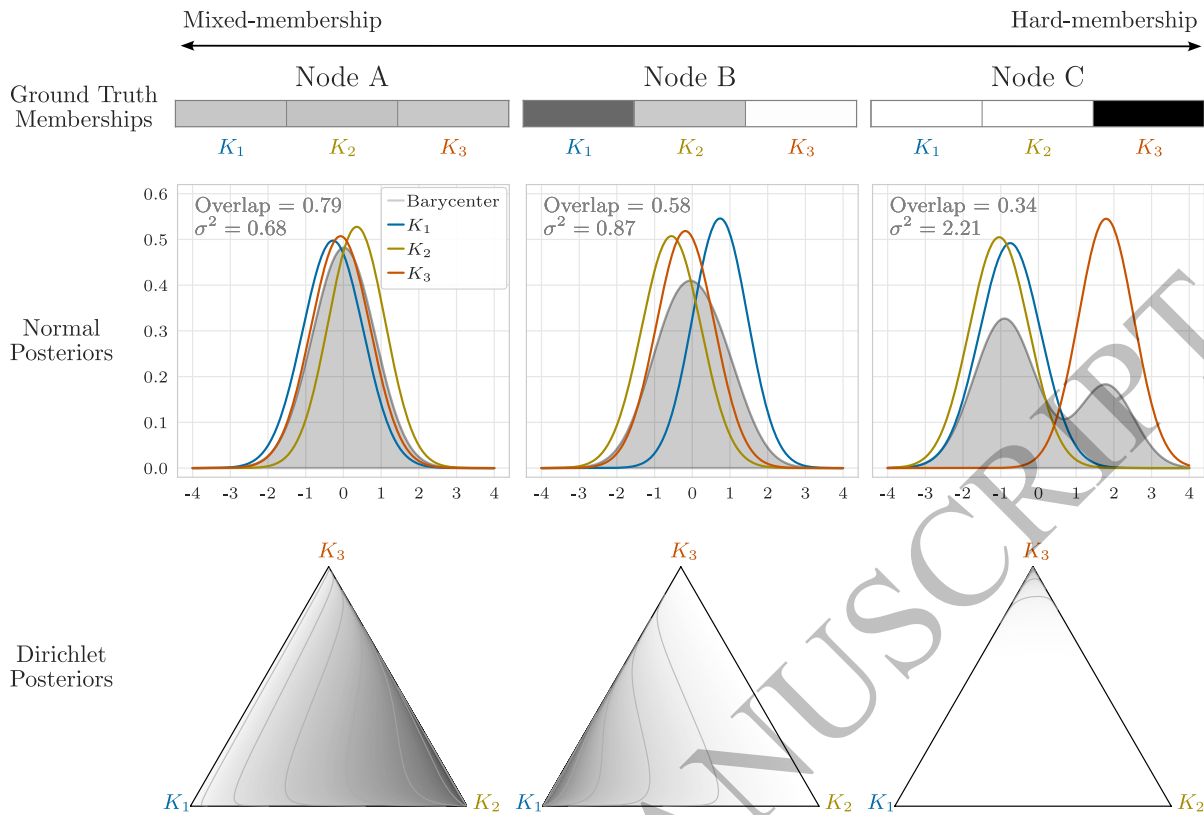 Mixed-membership Hard-membership
Node A Node B Node C
Ground Truth
Memberships
K₁ K₂ K₃ K₁ K₂ K₃ K₁ K₂ K₃
Normal
Posteriors
0.6
0.5
0.4
0.3
0.2
0.1
0.0
Overlap = 0.79
σ² = 0.68
Barycenter
K₁
K₂
K₃
-4 -3 -2 -1 0 1 2 3 4
Overlap = 0.58
σ² = 0.87
-4 -3 -2 -1 0 1 2 3 4
Overlap = 0.34
σ² = 2.21
-4 -3 -2 -1 0 1 2 3 4
Dirichlet
Posteriors
K₃
K₁ K₂
K₃
K₁ K₂
K₃
K₁ K₂
ANUSCRIPT